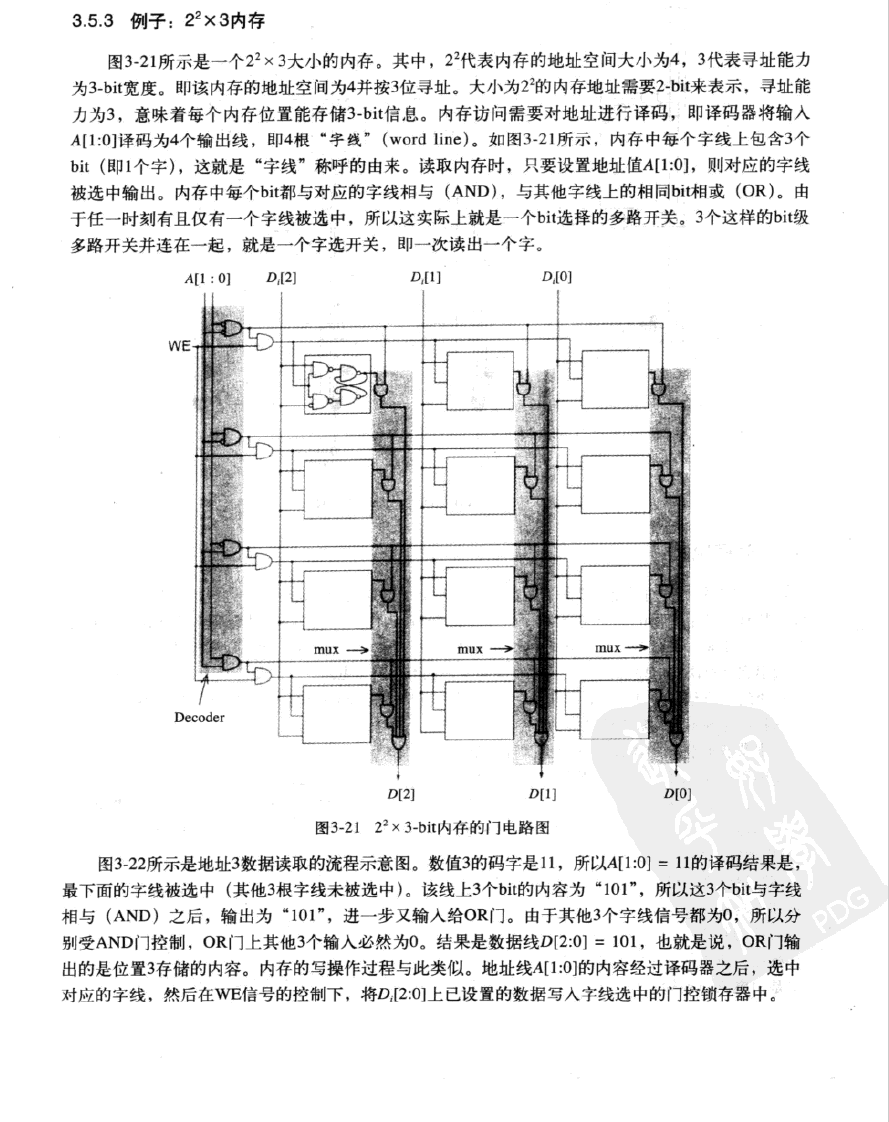 3.5.3 例子：2²×3内存
图3-21所示是一个2²×3大小的内存。其中，2²代表内存的地址空间大小为4，3代表寻址能力
为3-bit宽度。即该内存的地址空间为4并按3位寻址。大小为2²的内存地址需要2-bit来表示，寻址能
力为3，意味着每个内存位置能存储3-bit信息。内存访问需要对地址进行译码，即译码器将输入
A[1:0]译码为4个输出线，即4根“字线”（word line）。如图3-21所示，内存中每个字线上包含3个
bit（即1个字），这就是“字线”称呼的由来。读取内存时，只要设置地址值A[1:0]，则对应的字线
被选中输出。内存中每个bit都与对应的字线相与（AND），与其他字线上的相同bit相或（OR）。由
于任一时刻有且仅有一个字线被选中，所以这实际上就是一个bit选择的多路开关。3个这样的bit级
多路开关并连在一起，就是一个字选开关，即一次读出一个字。
A[1 : 0] Dᵢ[2] Dᵢ[1] Dᵢ[0]
WE
mux mux mux
Decoder
D[2] D[1] D[0]
图3-21 2²×3-bit内存的门电路图
图3-22所示是地址3数据读取的流程示意图。数值3的码字是11，所以A[1:0] = 11的译码结果是，
最下面的字线被选中（其他3根字线未被选中）。该线上3个bit的内容为“101”，所以这3个bit与字线
相与（AND）之后，输出为“101”，进一步又输入给OR门。由于其他3个字线信号都为0，所以分
别受AND门控制，OR门上其他3个输入必然为0。结果是数据线D[2:0] = 101，也就是说，OR门输
出的是位置3存储的内容。内存的写操作过程与此类似。地址线A[1:0]的内容经过译码器之后，选中
对应的字线，然后在WE信号的控制下，将Dᵢ[2:0]上已设置的数据写入字线选中的门控锁存器中。
PDG